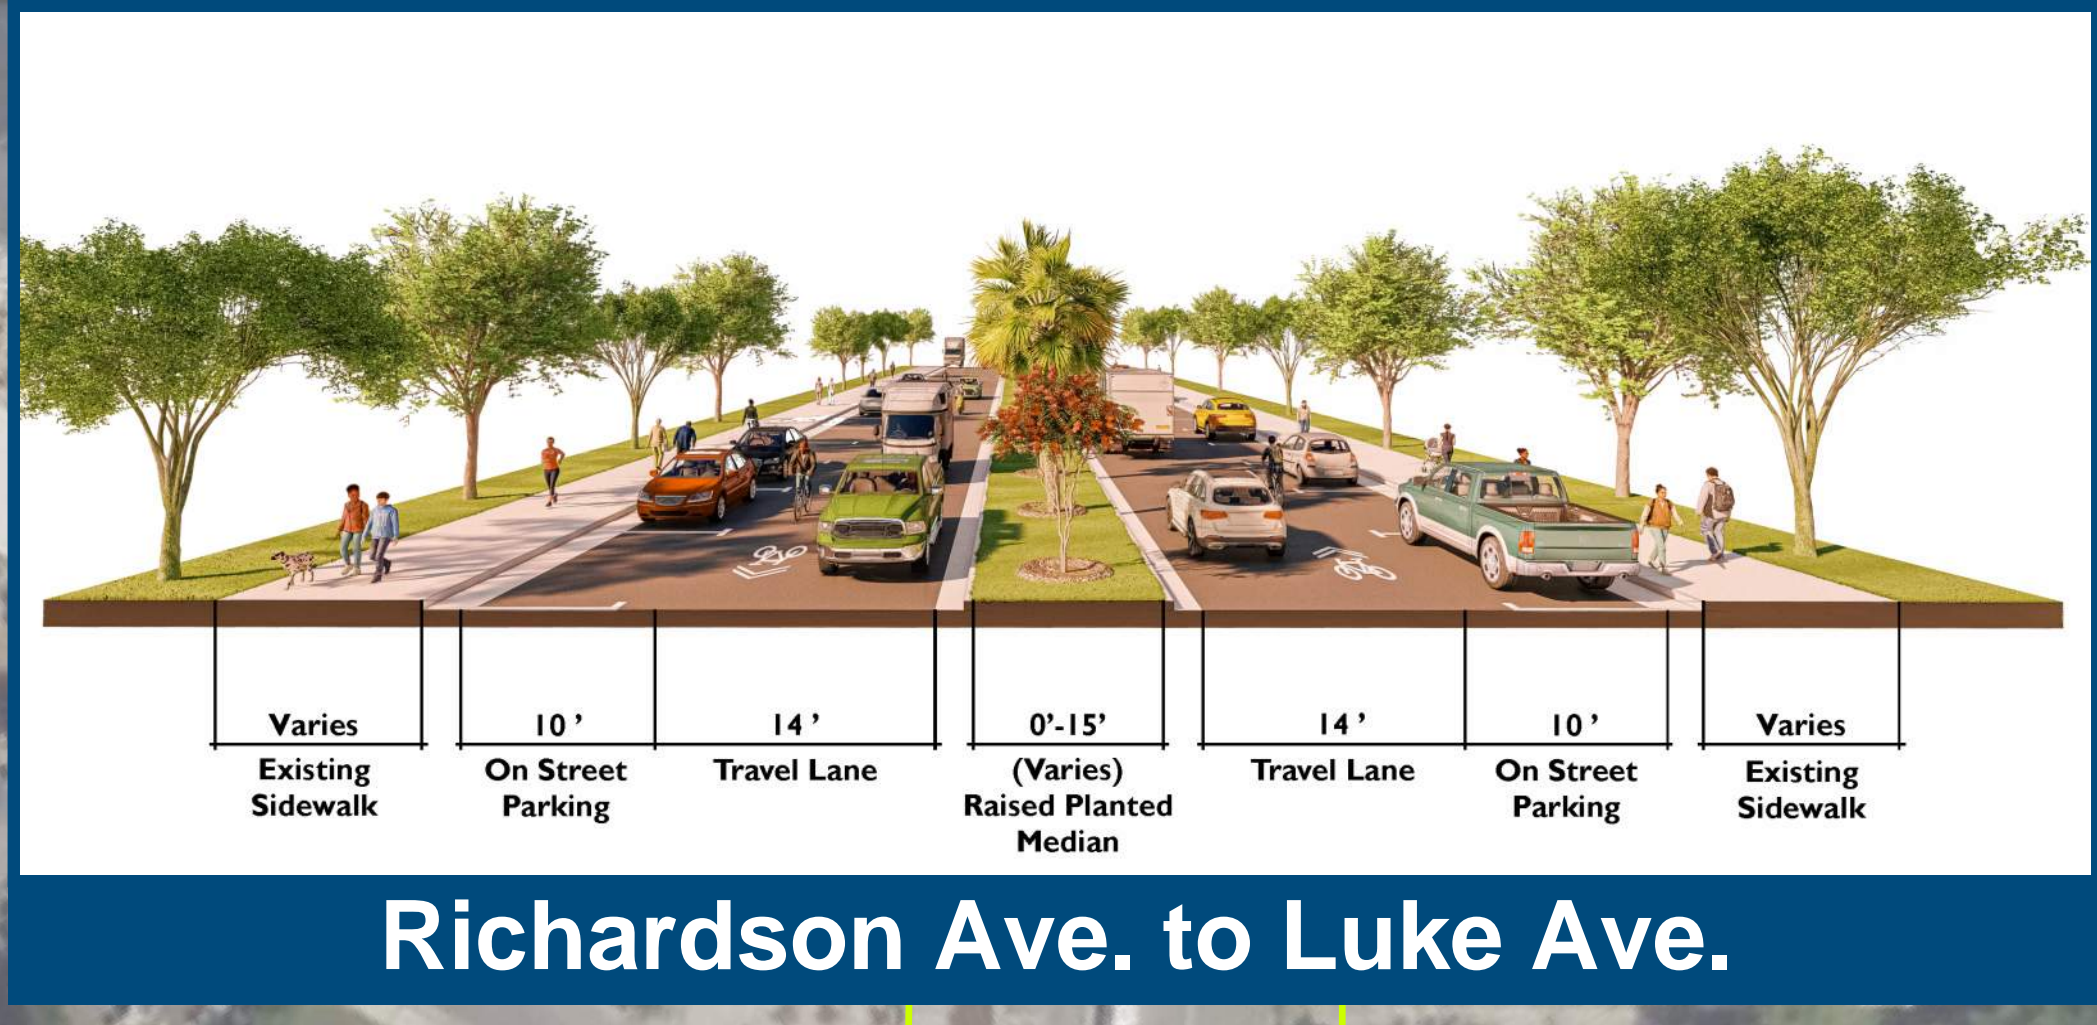 Varies
Existing
Sidewalk
10 '
On Street
Parking
14 '
Travel Lane
0'-15'
(Varies)
Raised Planted
Median
14 '
Travel Lane
10 '
On Street
Parking
Varies
Existing
Sidewalk
Richardson Ave. to Luke Ave.